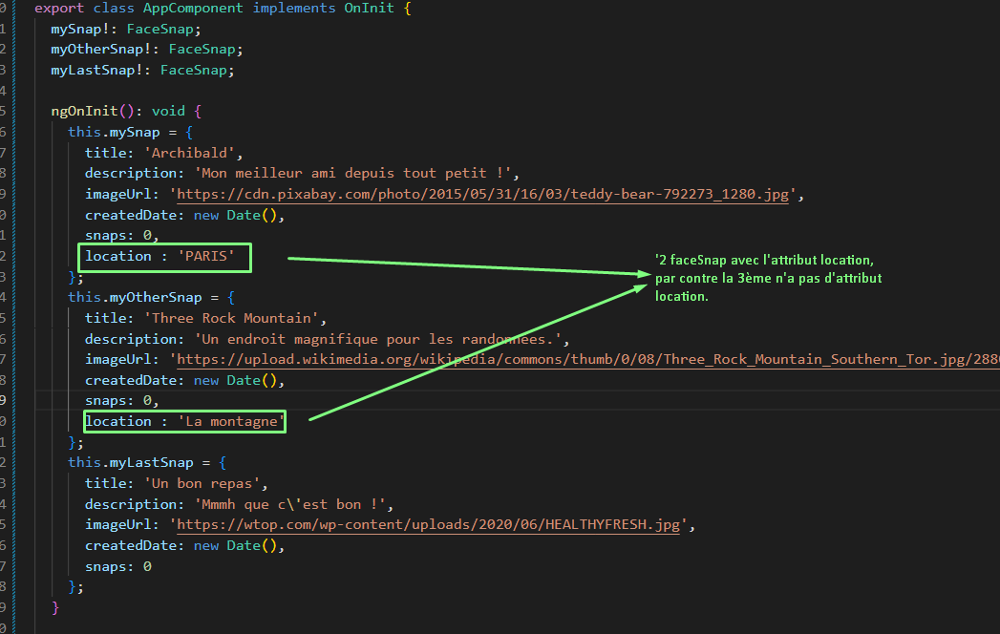 export class AppComponent implements OnInit {
mySnap!: FaceSnap;
myOtherSnap!: FaceSnap;
myLastSnap!: FaceSnap;
ngOnInit(): void {
this.mySnap = {
title: 'Archibald',
description: 'Mon meilleur ami depuis tout petit !',
imageUrl: 'https://cdn.pixabay.com/photo/2015/05/31/16/03/teddy-bear-792273_1280.jpg',
createdDate: new Date(),
snaps: 0,
location : 'PARIS'
};
'2 faceSnap avec l'attribut location,
par contre la 3ème n'a pas d'attribut
location.
this.myOtherSnap = {
title: 'Three Rock Mountain',
description: 'Un endroit magnifique pour les randonnées.',
imageUrl: 'https://upload.wikimedia.org/wikipedia/commons/thumb/0/08/Three_Rock_Mountain_Southern_Tor.jpg/288
createdDate: new Date(),
snaps: 0,
location : 'La montagne'
};
this.myLastSnap = {
title: 'Un bon repas',
description: 'Mmmh que c\'est bon !',
imageUrl: 'https://wtop.com/wp-content/uploads/2020/06/HEALTHYFRESH.jpg',
createdDate: new Date(),
snaps: 0
};
}